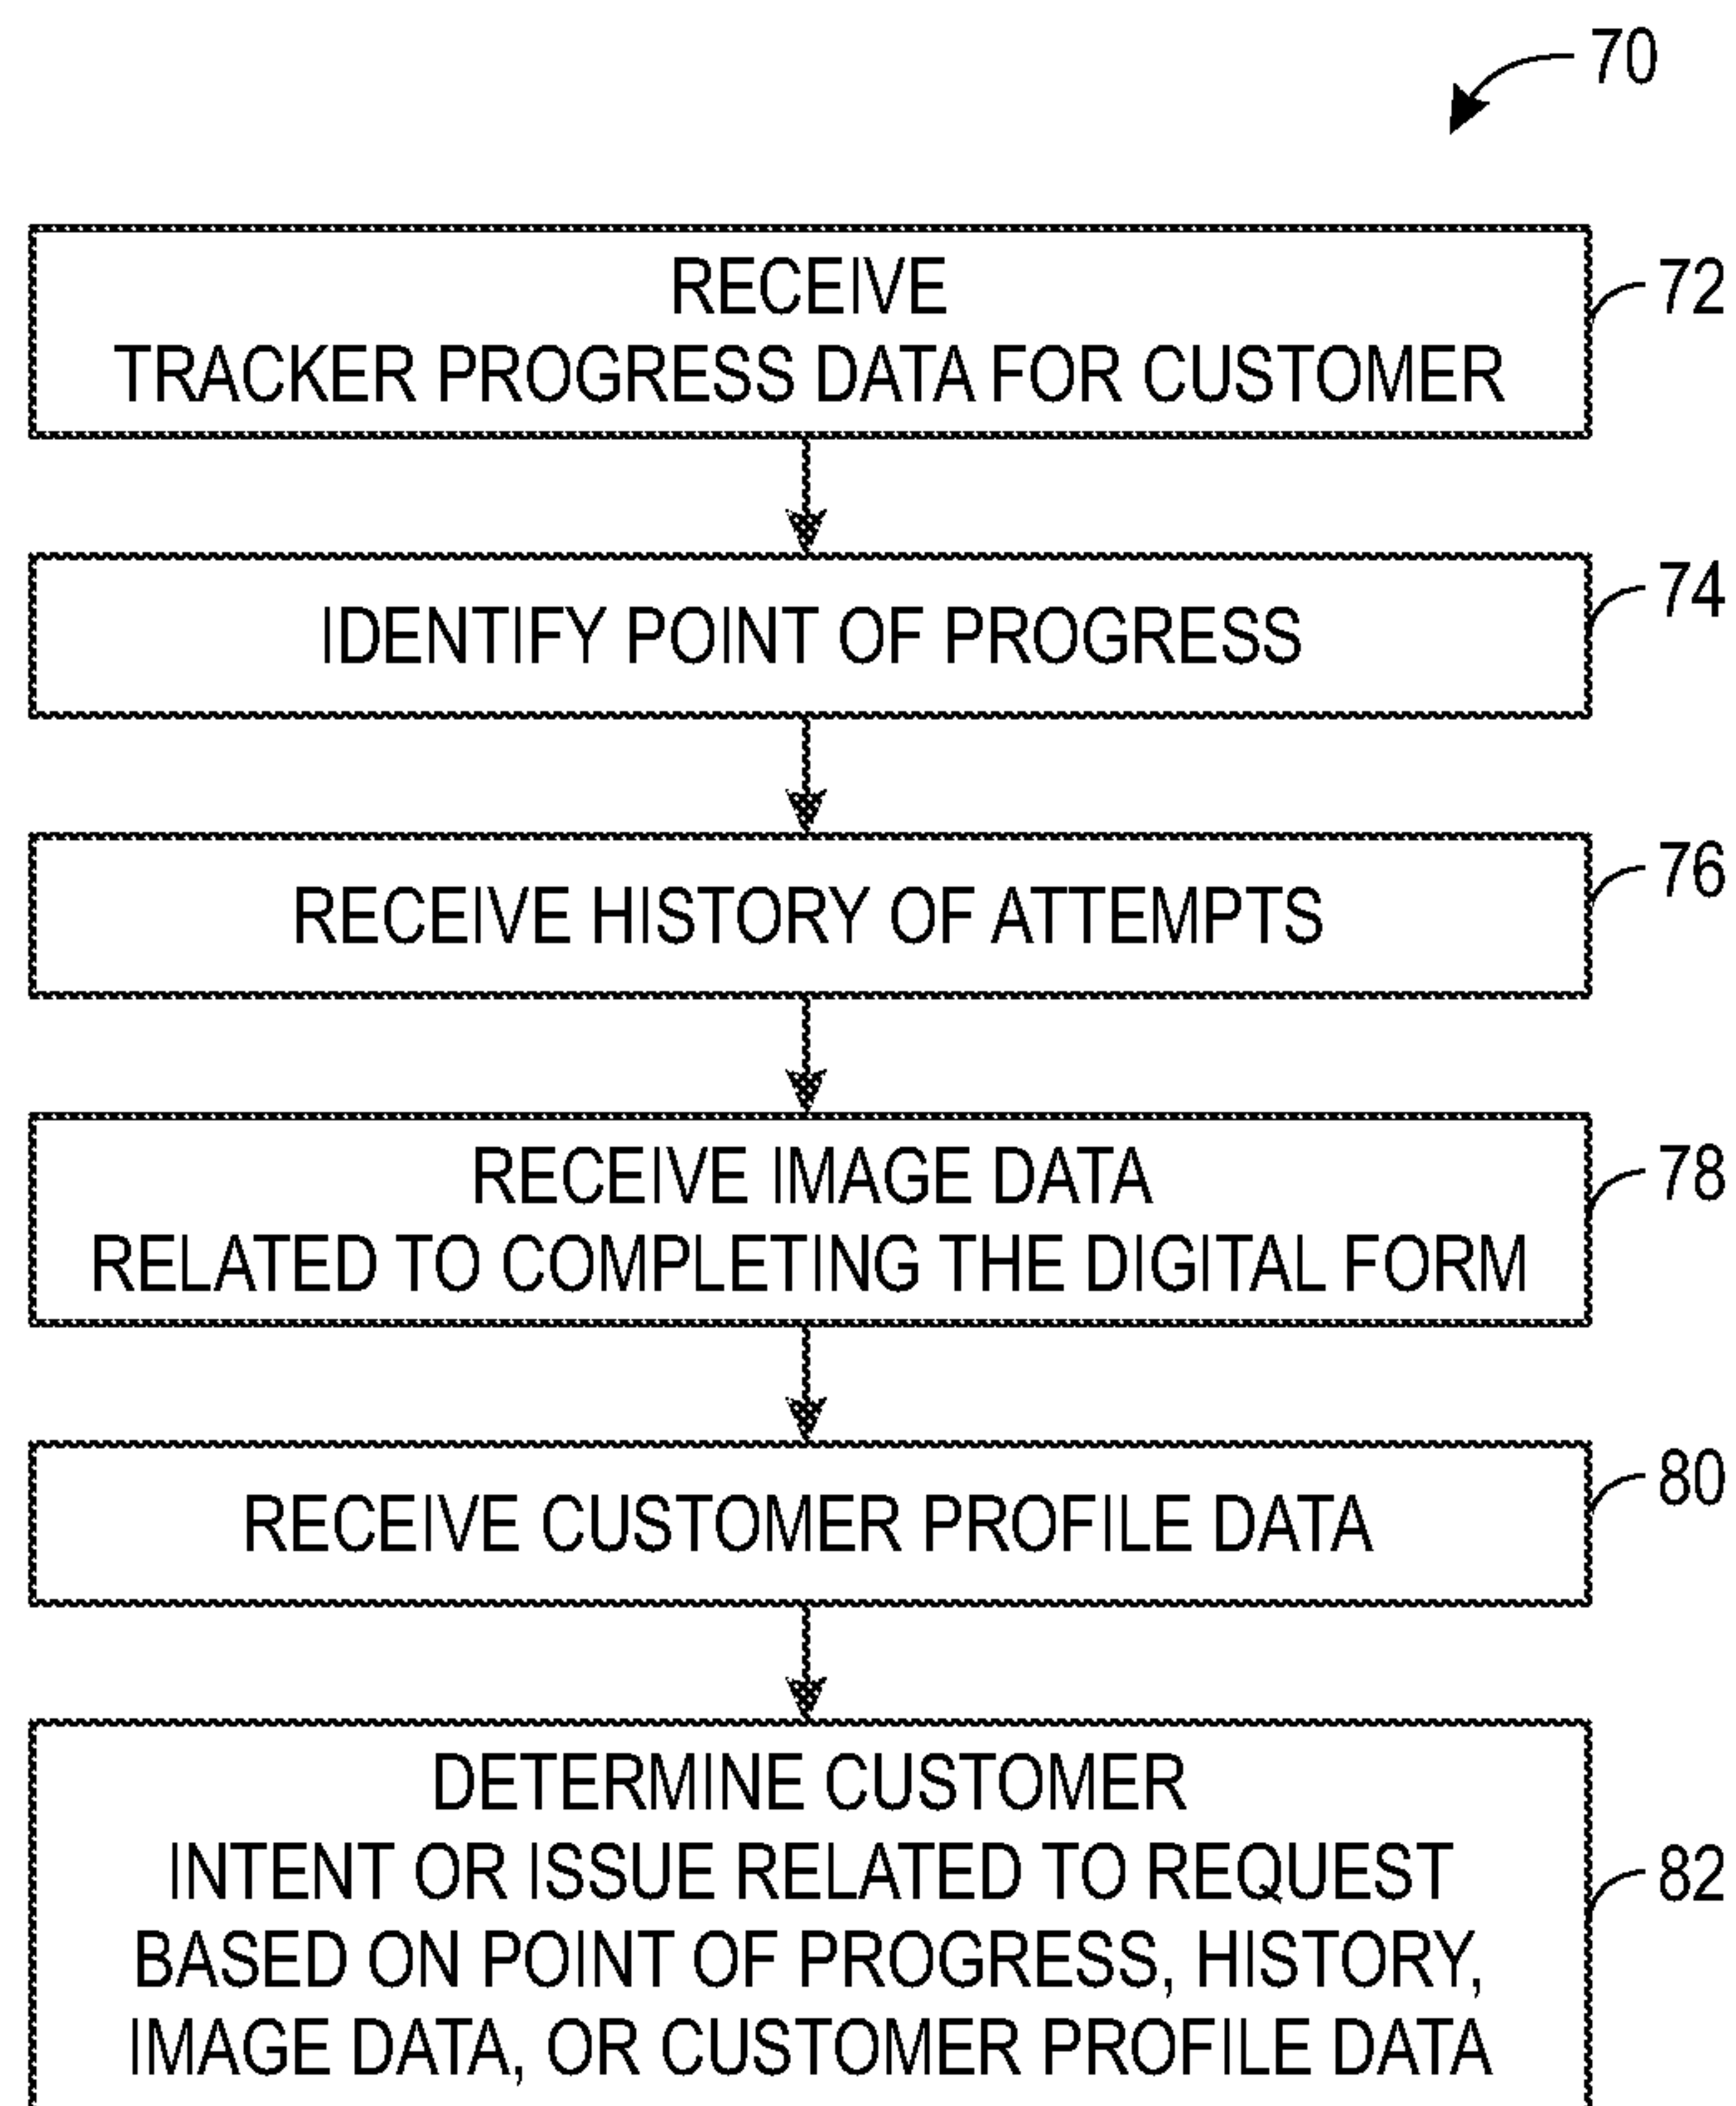 70
RECEIVE
TRACKER PROGRESS DATA FOR CUSTOMER
72
IDENTIFY POINT OF PROGRESS
74
RECEIVE HISTORY OF ATTEMPTS
76
RECEIVE IMAGE DATA
RELATED TO COMPLETING THE DIGITAL FORM
78
RECEIVE CUSTOMER PROFILE DATA
80
DETERMINE CUSTOMER
INTENT OR ISSUE RELATED TO REQUEST
BASED ON POINT OF PROGRESS, HISTORY,
IMAGE DATA, OR CUSTOMER PROFILE DATA
82